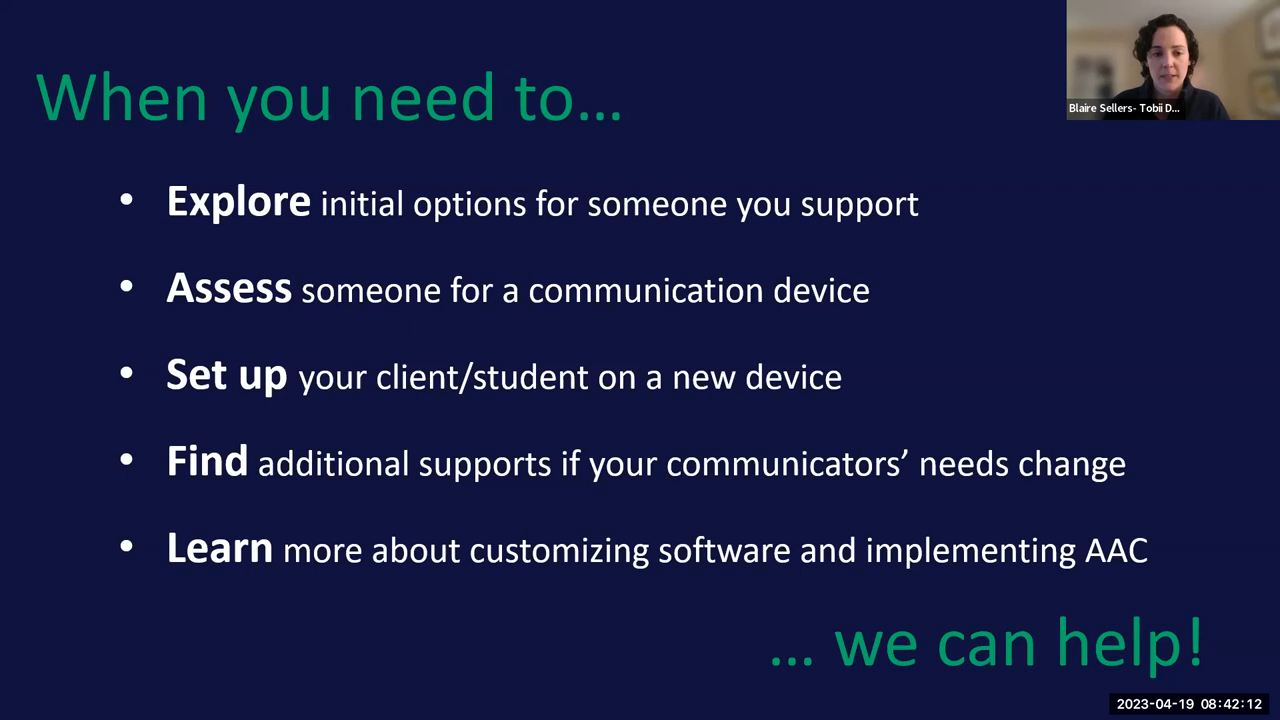 When you need to…
Blaire Sellers- Tobii D...
• Explore initial options for someone you support
• Assess someone for a communication device
• Set up your client/student on a new device
• Find additional supports if your communicators’ needs change
• Learn more about customizing software and implementing AAC
… we can help!
2023-04-19 08:42:12